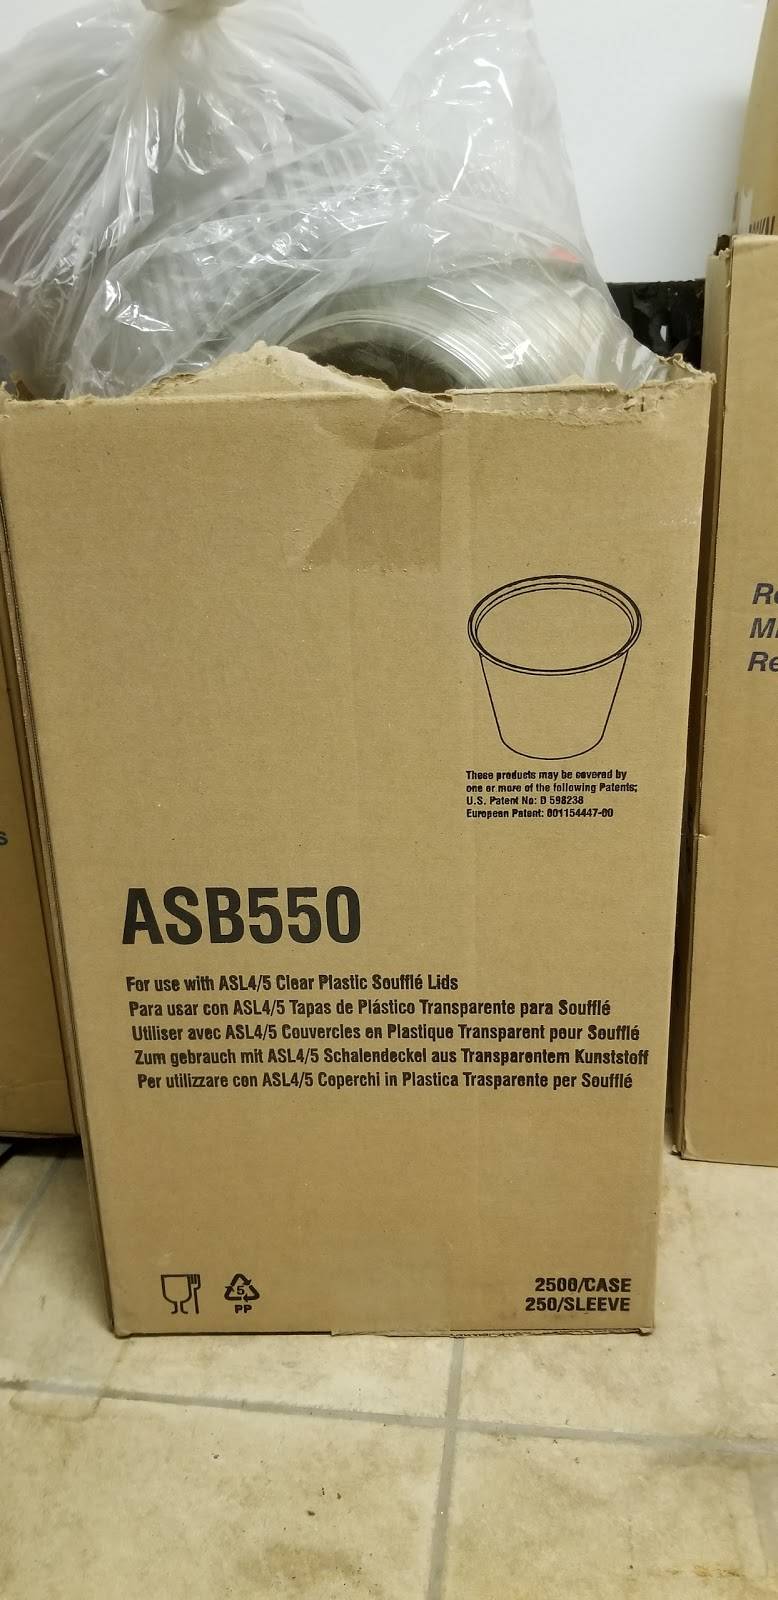 These products may be covered by
one or more of the following Patents;
U.S. Patent No: D 598238
European Patent: 001154447-00
ASB550
For use with ASL4/5 Clear Plastic Soufflé Lids
Para usar con ASL4/5 Tapas de Plástico Transparente para Soufflé
Utiliser avec ASL4/5 Couvercles en Plastique Transparent pour Soufflé
Zum gebrauch mit ASL4/5 Schalendeckel aus Transparentem Kunststoff
Per utilizzare con ASL4/5 Coperchi in Plastica Trasparente per Soufflé
5
PP
2500/CASE
250/SLEEVE